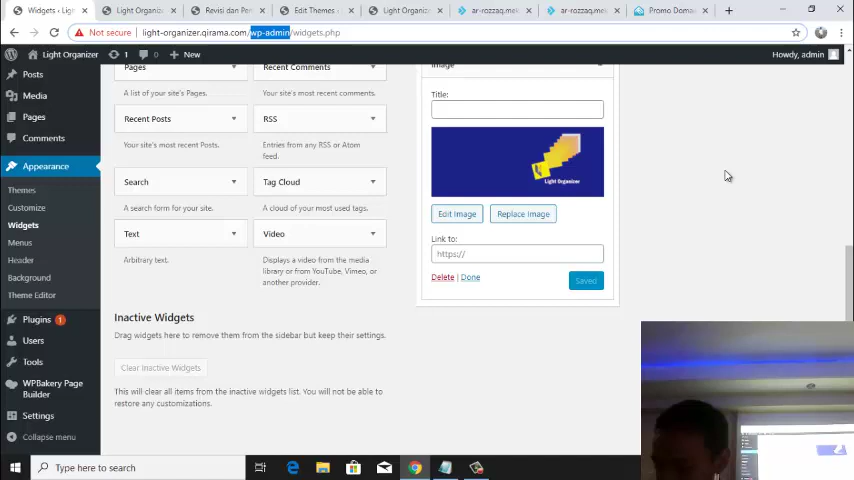 Widgets ‹ Li
Light Organiz
Revisi dan Per
Edit Themes
Light Organiz
ar-rozzaq.mek
ar-rozzaq.mek
Promo Doma
Not secure
light-organizer.qirama.com/wp-admin/widgets.php
Light Organizer
1
0
New
Howdy, admin
Posts
Media
Pages
Comments
Appearance
Themes
Customize
Widgets
Menus
Header
Background
Theme Editor
Plugins 1
Users
Tools
WPBakery Page
Builder
Settings
Collapse menu
Pages
Recent Comments
A list of your site's Pages.
Your site's most recent comments.
Recent Posts
RSS
Your site's most recent Posts.
Entries from any RSS or Atom
feed.
Search
Tag Cloud
A search form for your site.
A cloud of your most used tags.
Text
Video
Arbitrary text.
Displays a video from the media
library or from YouTube, Vimeo, or
another provider.
Inactive Widgets
Drag widgets here to remove them from the sidebar but keep their settings.
Clear Inactive Widgets
This will clear all items from the inactive widgets list. You will not be able to
restore any customizations.
Image
Title:
Light Organizer
Edit Image
Replace Image
Link to:
https://
Delete | Done
Saved
Type here to search